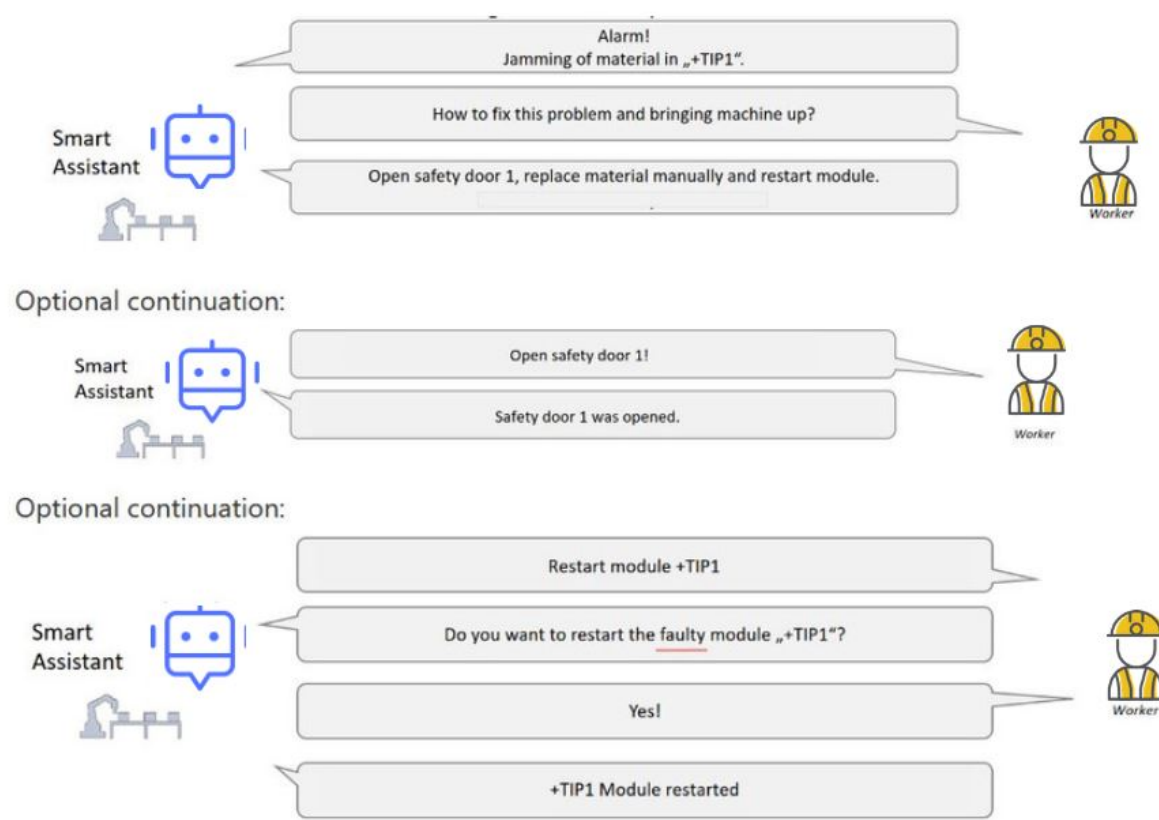 Alarm!
Jamming of material in „+TIP1“.
How to fix this problem and bringing machine up?
Smart
Assistant
Open safety door 1, replace material manually and restart module.
Worker
Optional continuation:
Open safety door 1!
Smart
Assistant
Safety door 1 was opened.
Worker
Optional continuation:
Restart module +TIP1
Smart
Assistant
Do you want to restart the faulty module „+TIP1“?
Yes!
Worker
+TIP1 Module restarted